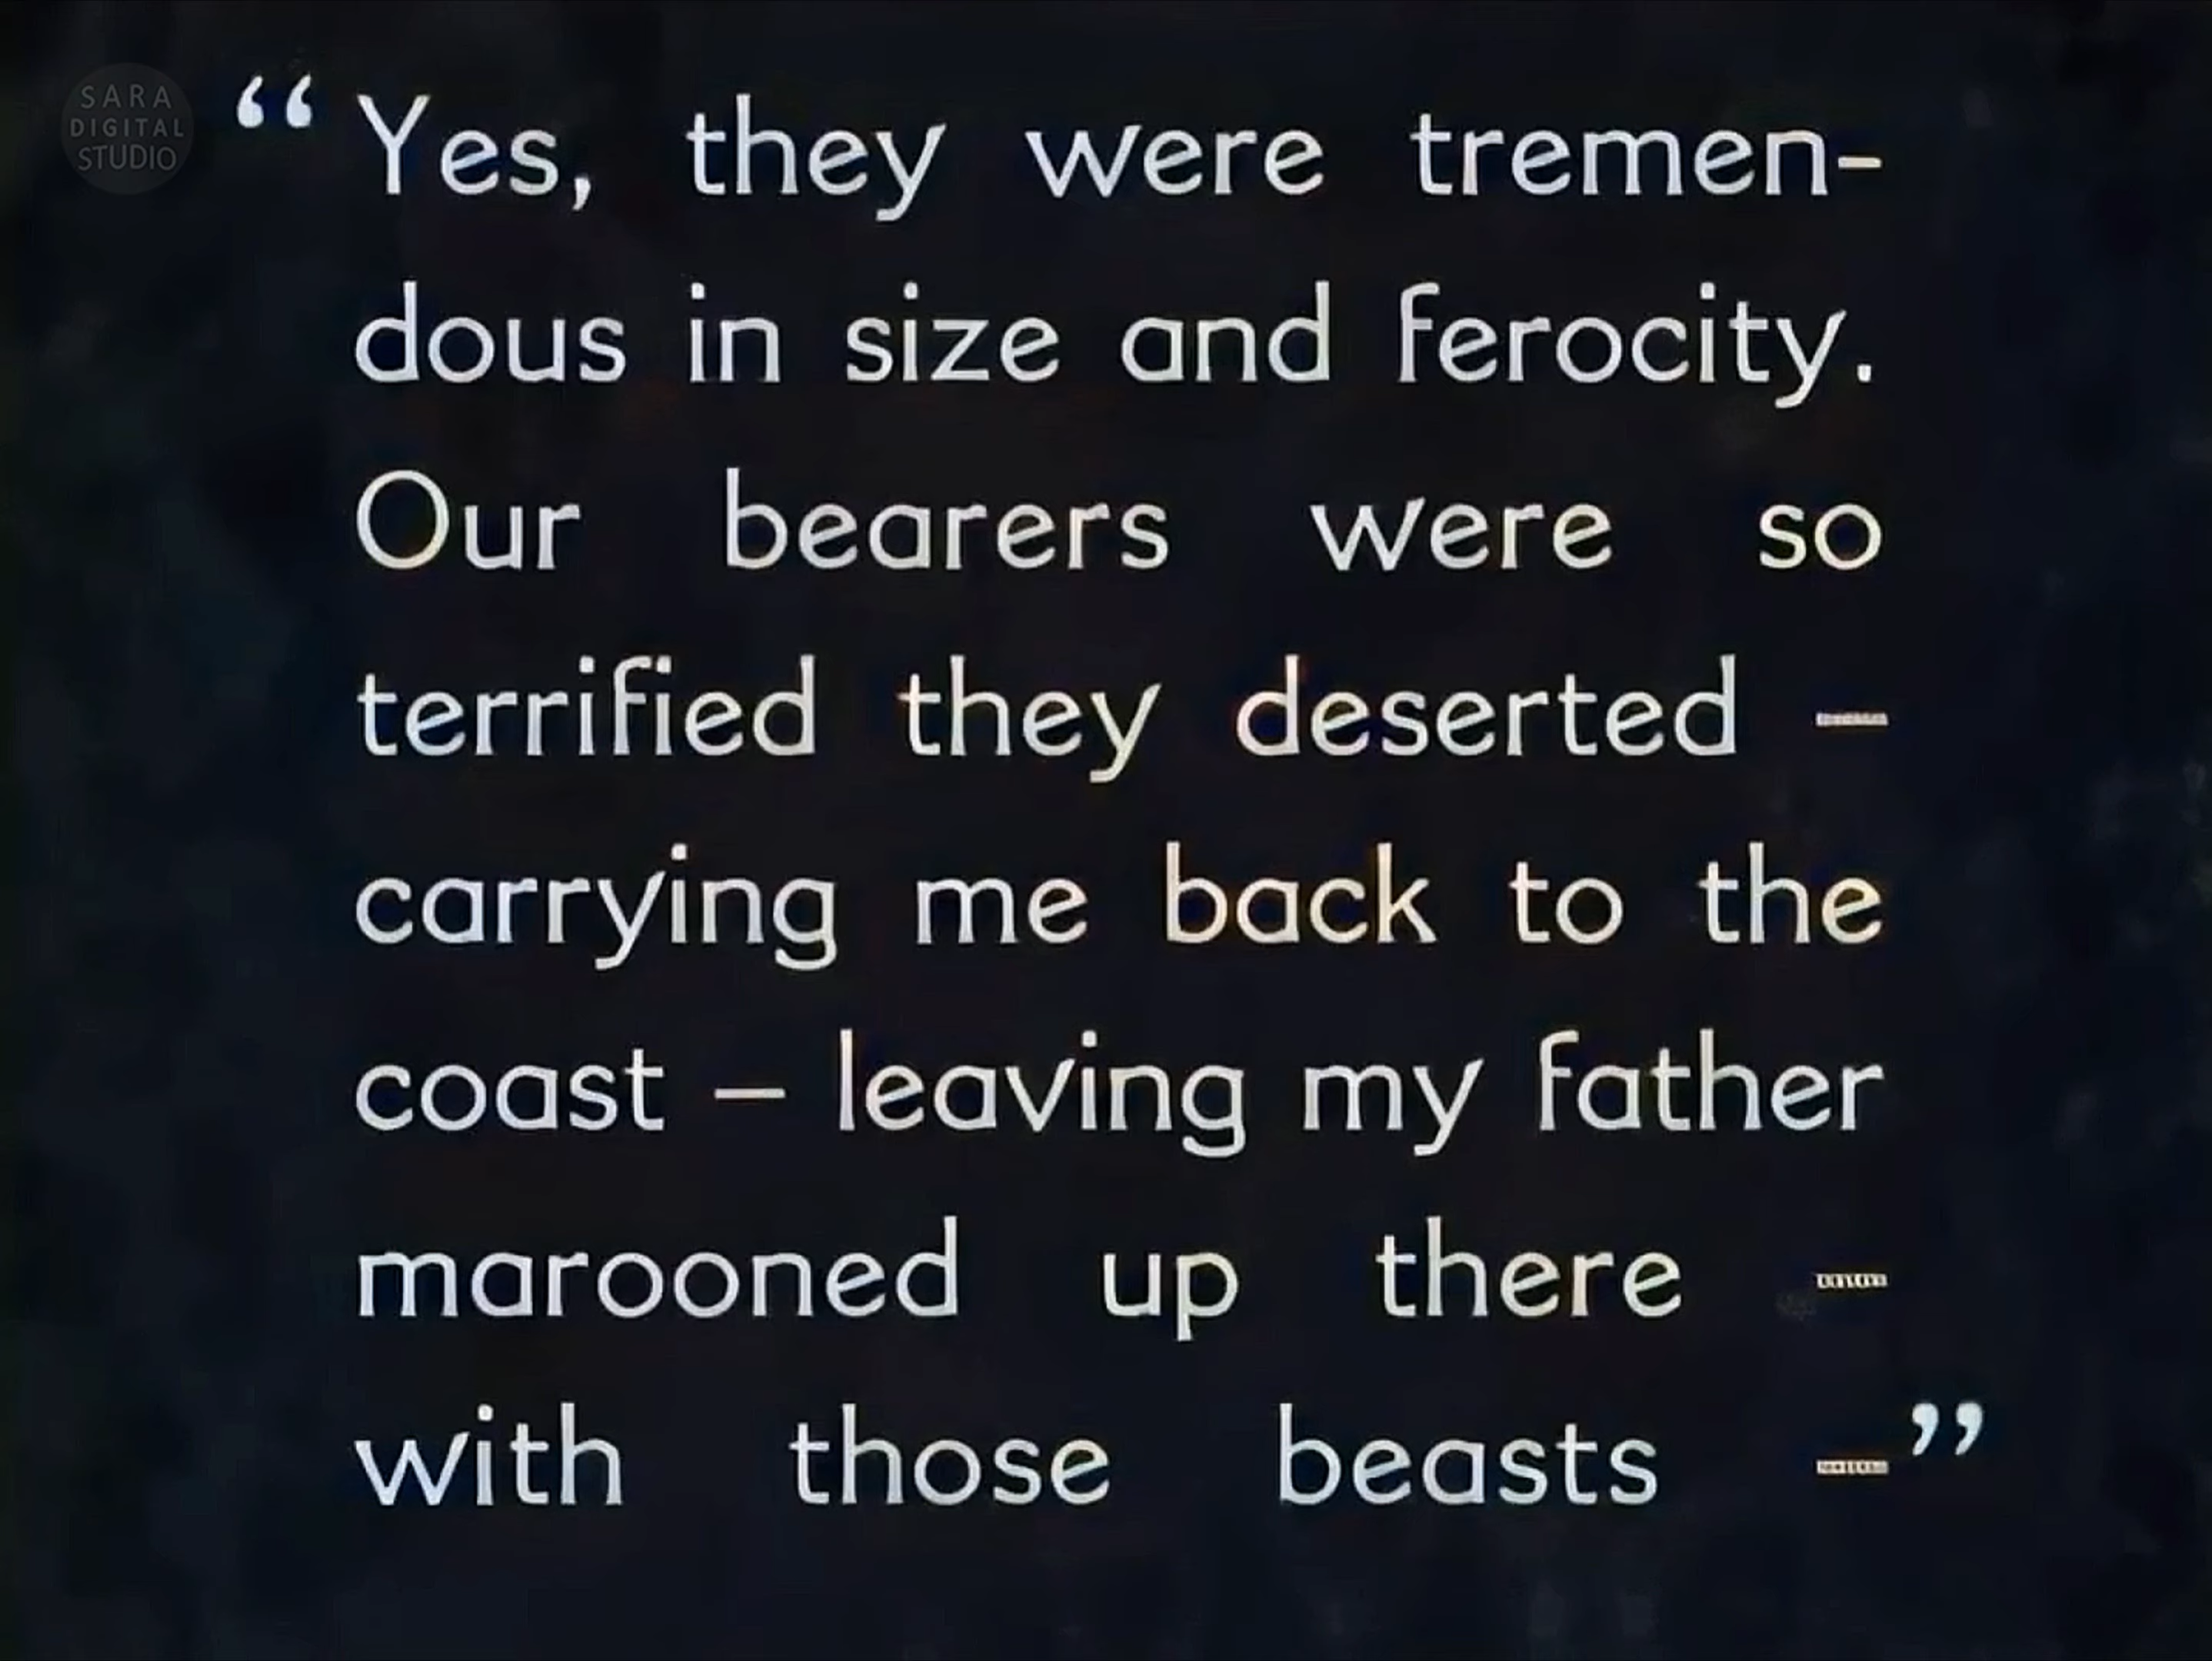 SARA
DIGITAL
STUDIO
“Yes, they were tremen-
dous in size and ferocity.
Our bearers were so
terrified they deserted –
carrying me back to the
coast – leaving my father
marooned up there –
with those beasts –”